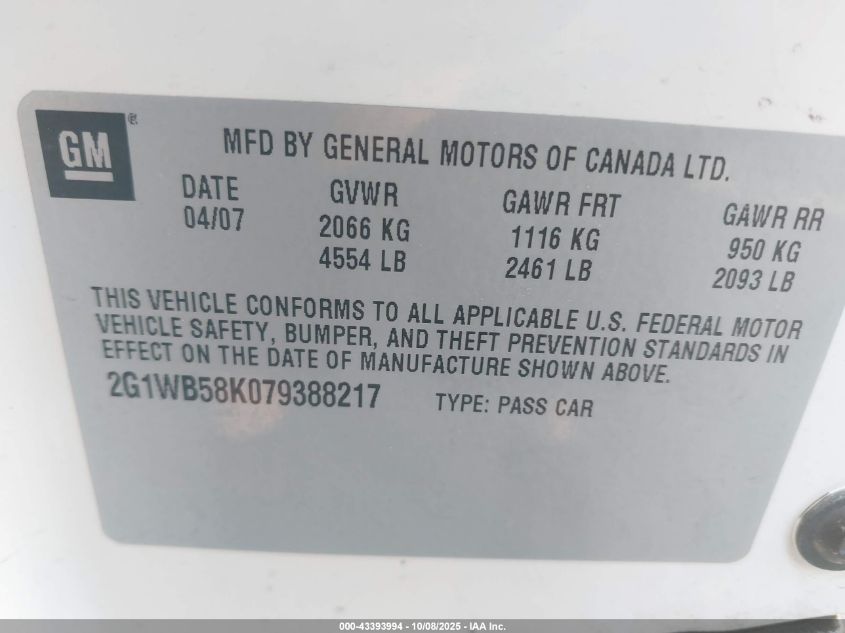 GM
MFD BY GENERAL MOTORS OF CANADA LTD.
DATE GVWR GAWR FRT GAWR RR
04/07 2066 KG 1116 KG 950 KG
4554 LB 2461 LB 2093 LB
THIS VEHICLE CONFORMS TO ALL APPLICABLE U.S. FEDERAL MOTOR
VEHICLE SAFETY, BUMPER, AND THEFT PREVENTION STANDARDS IN
EFFECT ON THE DATE OF MANUFACTURE SHOWN ABOVE.
2G1WB58K079388217 TYPE: PASS CAR
000-43393994 - 10/08/2025 - IAA Inc.